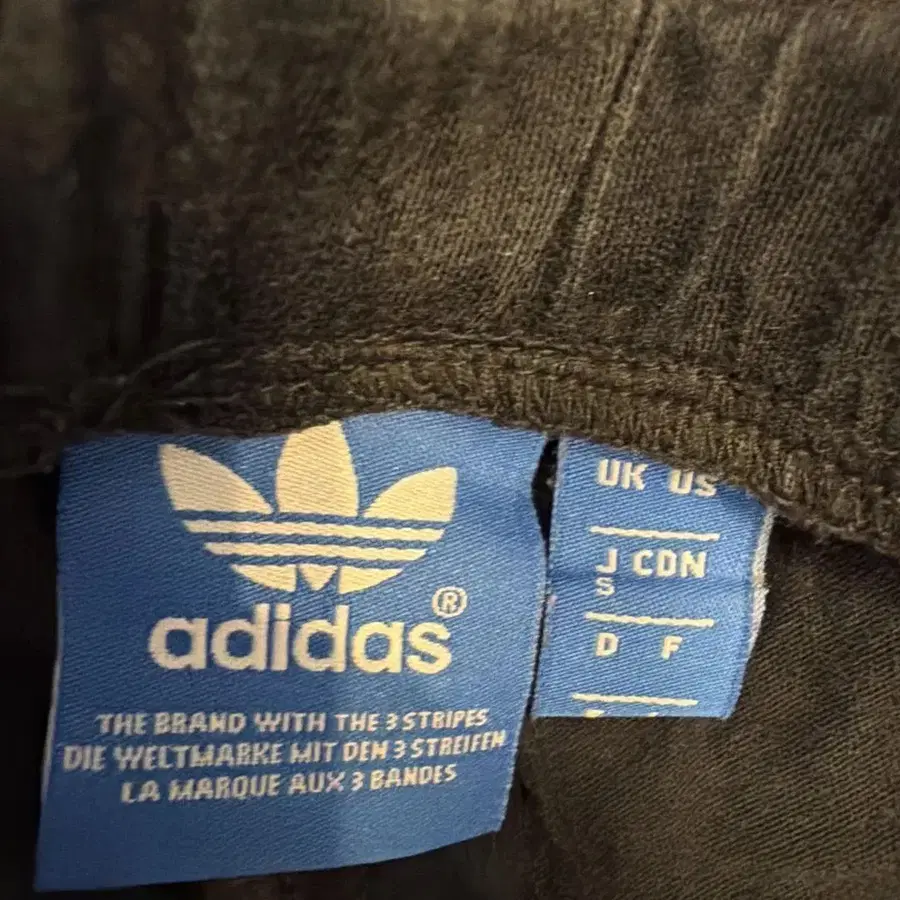 adidas®
THE BRAND WITH THE 3 STRIPES
DIE WELTMARKE MIT DEN 3 STREIFEN
LA MARQUE AUX 3 BANDES
UK US
J CDN
S
D F